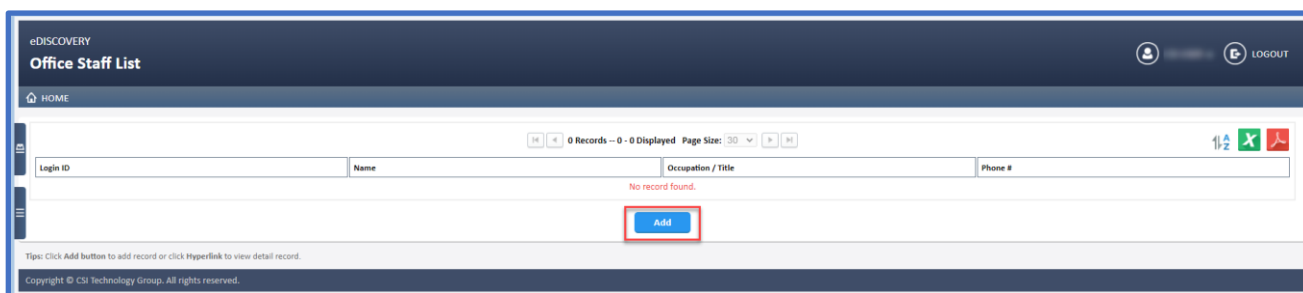 eDISCOVERY
Office Staff List
LOGOUT
HOME
0 Records -- 0 - 0 Displayed Page Size: 30
Login ID Name Occupation / Title Phone #
No record found.
Add
Tips: Click Add button to add record or click Hyperlink to view detail record.
Copyright © CSI Technology Group. All rights reserved.